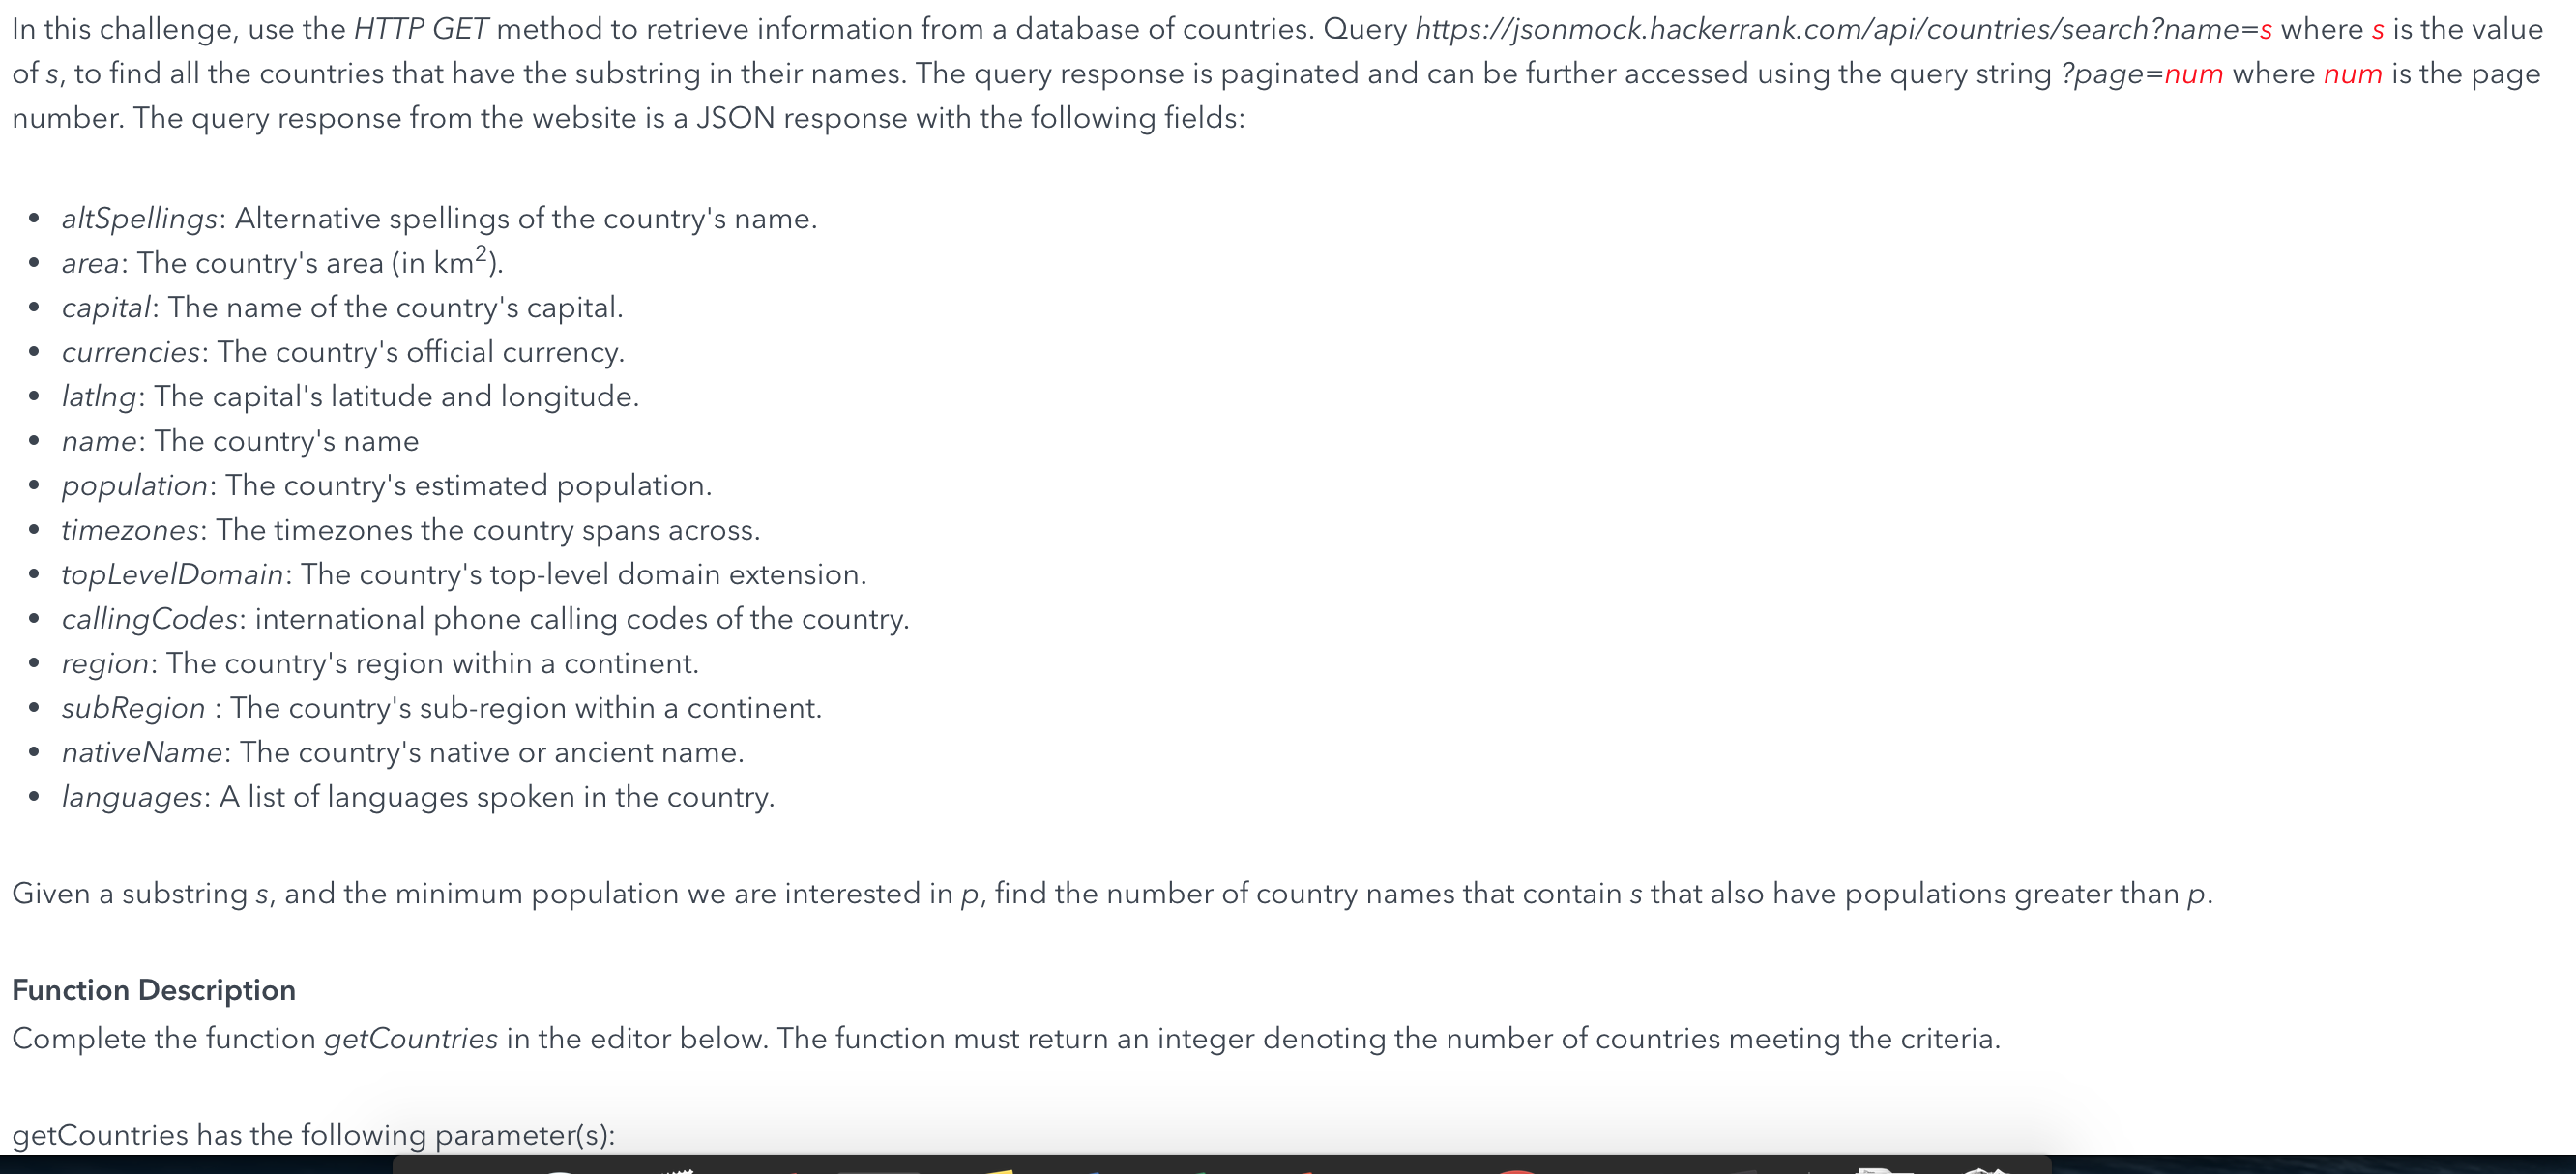 In this challenge, use the HTTP GET method to retrieve information from a database of countries. Query https://jsonmock.hackerrank.com/api/countries/search?name=s where s is the value
of s, to find all the countries that have the substring in their names. The query response is paginated and can be further accessed using the query string ?page=num where num is the page
number. The query response from the website is a JSON response with the following fields:
• altSpellings: Alternative spellings of the country's name.
• area: The country's area (in km²).
• capital: The name of the country's capital.
• currencies: The country's official currency.
• latlng: The capital's latitude and longitude.
• name: The country's name
• population: The country's estimated population.
• timezones: The timezones the country spans across.
• topLevelDomain: The country's top-level domain extension.
• callingCodes: international phone calling codes of the country.
• region: The country's region within a continent.
• subRegion : The country's sub-region within a continent.
• nativeName: The country's native or ancient name.
• languages: A list of languages spoken in the country.
Given a substring s, and the minimum population we are interested in p, find the number of country names that contain s that also have populations greater than p.
Function Description
Complete the function getCountries in the editor below. The function must return an integer denoting the number of countries meeting the criteria.
getCountries has the following parameter(s):